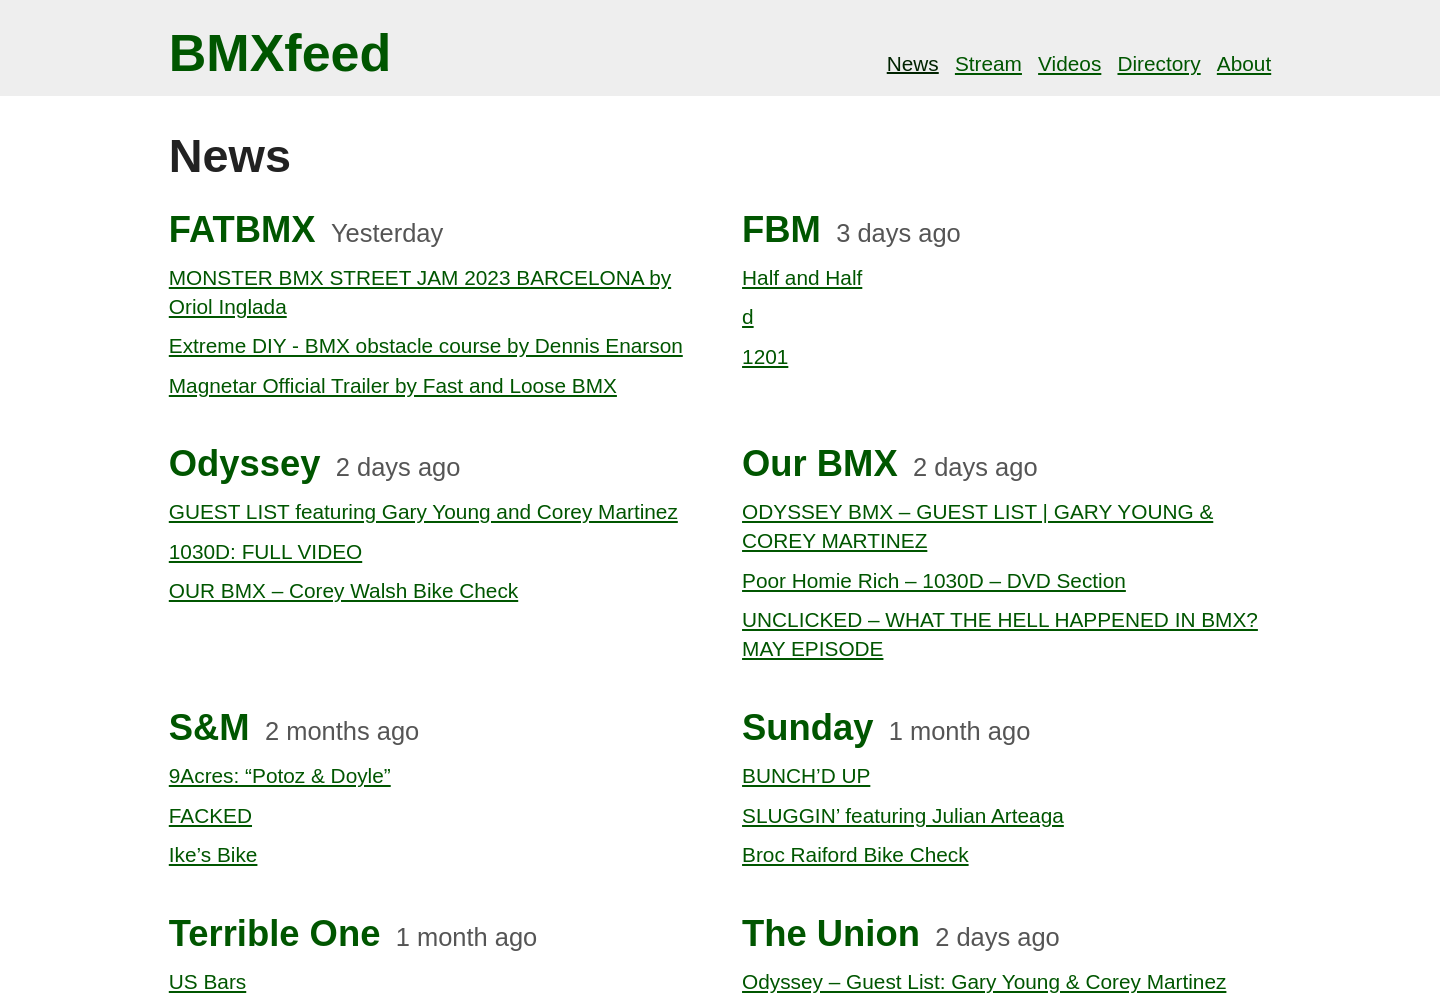 BMXfeed
News Stream Videos Directory About
News
FATBMX Yesterday
MONSTER BMX STREET JAM 2023 BARCELONA by
Oriol Inglada
Extreme DIY - BMX obstacle course by Dennis Enarson
Magnetar Official Trailer by Fast and Loose BMX
FBM 3 days ago
Half and Half
d
1201
Odyssey 2 days ago
GUEST LIST featuring Gary Young and Corey Martinez
1030D: FULL VIDEO
OUR BMX – Corey Walsh Bike Check
Our BMX 2 days ago
ODYSSEY BMX – GUEST LIST | GARY YOUNG &
COREY MARTINEZ
Poor Homie Rich – 1030D – DVD Section
UNCLICKED – WHAT THE HELL HAPPENED IN BMX?
MAY EPISODE
S&M 2 months ago
9Acres: “Potoz & Doyle”
FACKED
Ike’s Bike
Sunday 1 month ago
BUNCH’D UP
SLUGGIN’ featuring Julian Arteaga
Broc Raiford Bike Check
Terrible One 1 month ago
US Bars
The Union 2 days ago
Odyssey – Guest List: Gary Young & Corey Martinez